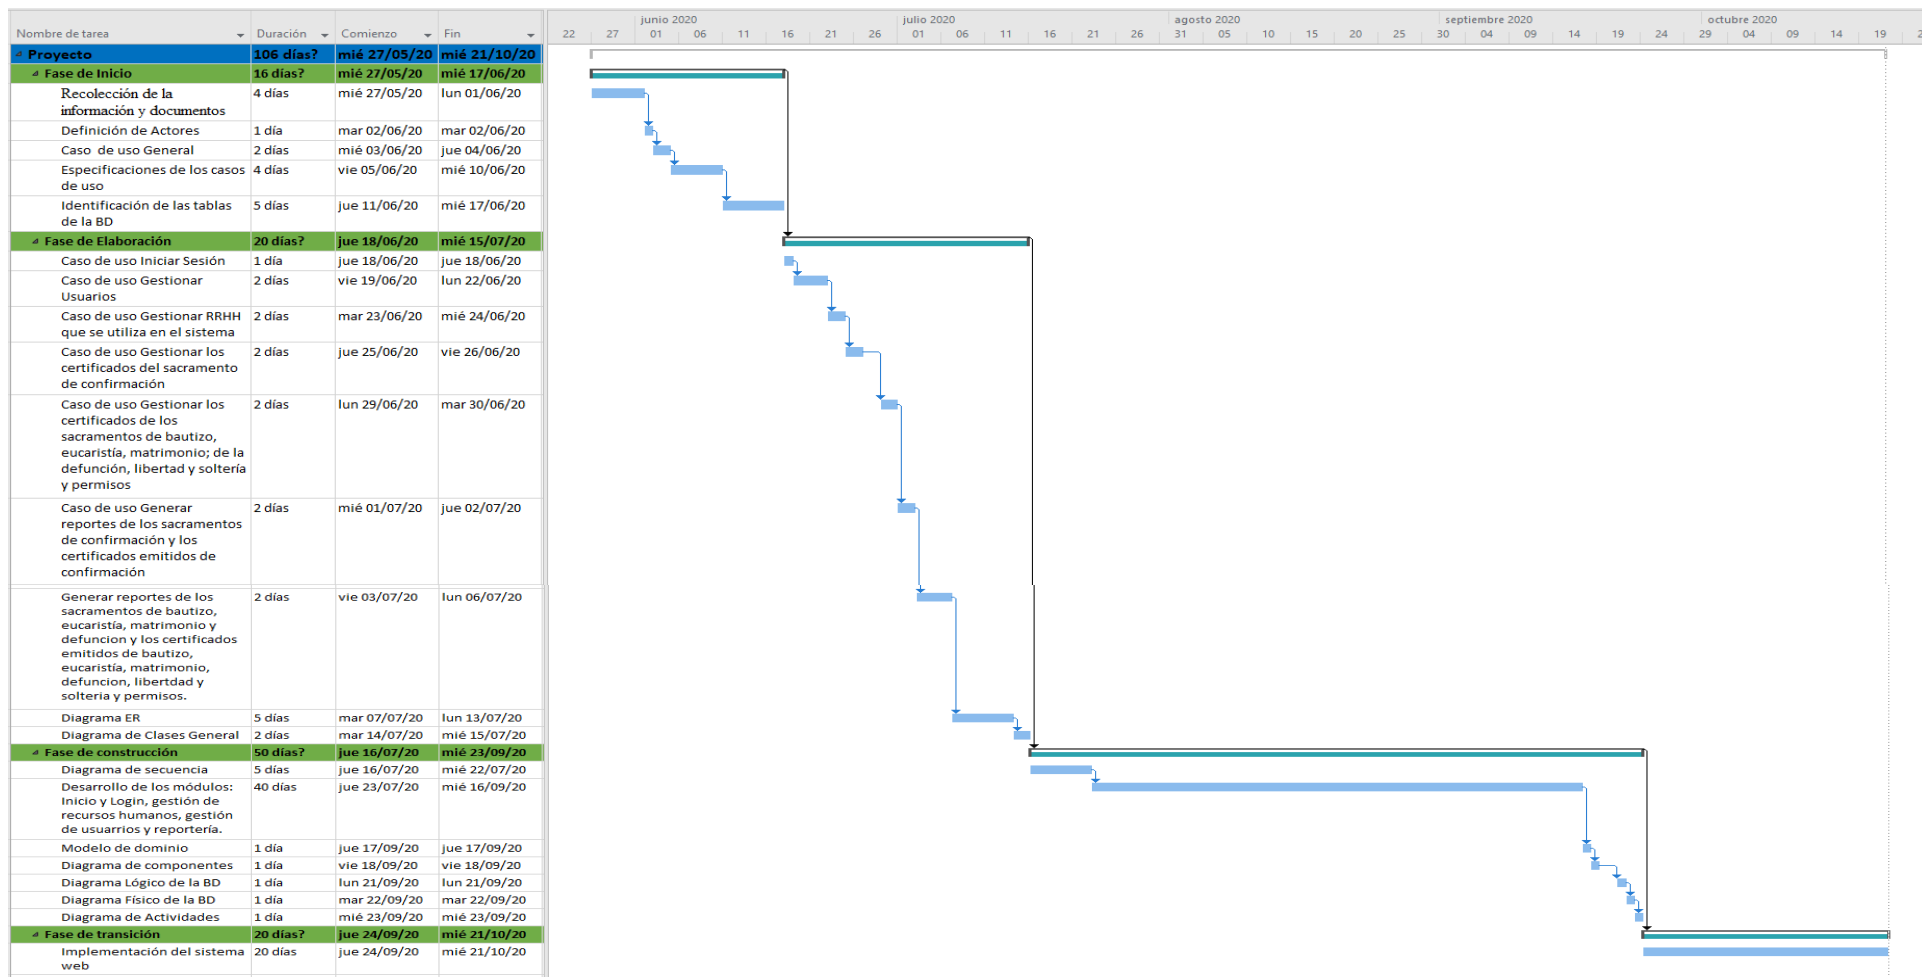 junio 2020 julio 2020 agosto 2020 septiembre 2020 octubre 2020
Nombre de tarea Duración Comienzo Fin 22 27 01 06 11 16 21 26 01 06 11 16 21 26 31 05 10 15 20 25 30 04 09 14 19 24 29 04 09 14 19 2
Proyecto 106 días? mié 27/05/20 mié 21/10/20
Fase de Inicio 16 días? mié 27/05/20 mié 17/06/20
Recolección de la 4 días mié 27/05/20 lun 01/06/20
información y documentos
Definición de Actores 1 día mar 02/06/20 mar 02/06/20
Caso de uso General 2 días mié 03/06/20 jue 04/06/20
Especificaciones de los casos 4 días vie 05/06/20 mié 10/06/20
de uso
Identificación de las tablas 5 días jue 11/06/20 mié 17/06/20
de la BD
Fase de Elaboración 20 días? jue 18/06/20 mié 15/07/20
Caso de uso Iniciar Sesión 1 día jue 18/06/20 jue 18/06/20
Caso de uso Gestionar 2 días vie 19/06/20 lun 22/06/20
Usuarios
Caso de uso Gestionar RRHH 2 días mar 23/06/20 mié 24/06/20
que se utiliza en el sistema
Caso de uso Gestionar los 2 días jue 25/06/20 vie 26/06/20
certificados del sacramento
de confirmación
Caso de uso Gestionar los 2 días lun 29/06/20 mar 30/06/20
certificados de los
sacramentos de bautizo,
eucaristía, matrimonio; de la
defunción, libertad y soltería
y permisos
Caso de uso Generar 2 días mié 01/07/20 jue 02/07/20
reportes de los sacramentos
de confirmación y los
certificados emitidos de
confirmación
Generar reportes de los 2 días vie 03/07/20 lun 06/07/20
sacramentos de bautizo,
eucaristía, matrimonio y
defuncion y los certificados
emitidos de bautizo,
eucaristía, matrimonio,
defuncion, libertdad y
solteria y permisos.
Diagrama ER 5 días mar 07/07/20 lun 13/07/20
Diagrama de Clases General 2 días mar 14/07/20 mié 15/07/20
Fase de construcción 50 días? jue 16/07/20 mié 23/09/20
Diagrama de secuencia 5 días jue 16/07/20 mié 22/07/20
Desarrollo de los módulos: 40 días jue 23/07/20 mié 16/09/20
Inicio y Login, gestión de
recursos humanos, gestión
de usuarrios y reportería.
Modelo de dominio 1 día jue 17/09/20 jue 17/09/20
Diagrama de componentes 1 día vie 18/09/20 vie 18/09/20
Diagrama Lógico de la BD 1 día lun 21/09/20 lun 21/09/20
Diagrama Físico de la BD 1 día mar 22/09/20 mar 22/09/20
Diagrama de Actividades 1 día mié 23/09/20 mié 23/09/20
Fase de transición 20 días? jue 24/09/20 mié 21/10/20
Implementación del sistema 20 días jue 24/09/20 mié 21/10/20
web